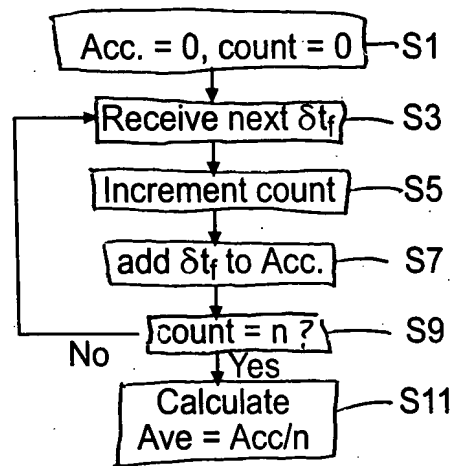 Acc. = 0, count = 0 S1
Receive next δtf S3
Increment count S5
add δtf to Acc. S7
count = n ? S9
No
Yes
Calculate S11
Ave = Acc/n